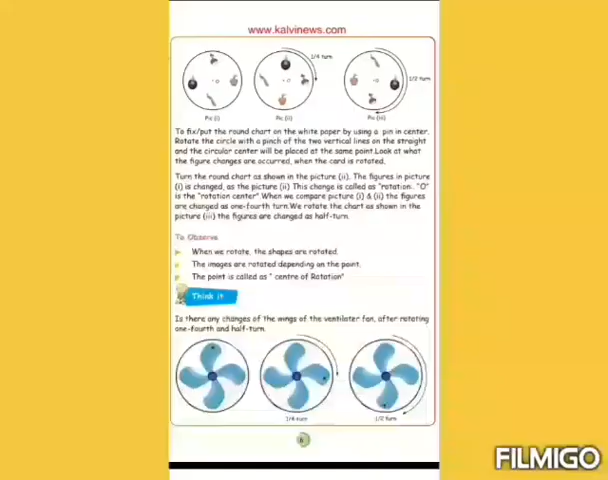 www.kalvinews.com
1/4 turn
1/2 turn
Pic (i)
Pic (ii)
Pic (iii)
To fix/put the round chart on the white paper by using a pin in center.
Rotate the circle with a pinch of the two vertical lines on the straight
and the circular center will be placed at the same point.Look at what
the figure changes are occurred, when the card is rotated.
Turn the round chart as shown in the picture (ii). The figures in picture
(i) is changed, as the picture (ii) This change is called as "rotation. "O"
is the "rotation center" When we compare picture (i) & (ii) the figures
are changed as one-fourth turn.We rotate the chart as shown in the
picture (iii) the figures are changed as half-turn.
To Observe
When we rotate, the shapes are rotated.
The images are rotated depending on the point.
The point is called as " centre of Rotation"
Think it
Is there any changes of the wings of the ventilater fan, after rotating
one-fourth and half-turn.
1/4 turn
1/2 turn
6
FILMIGO